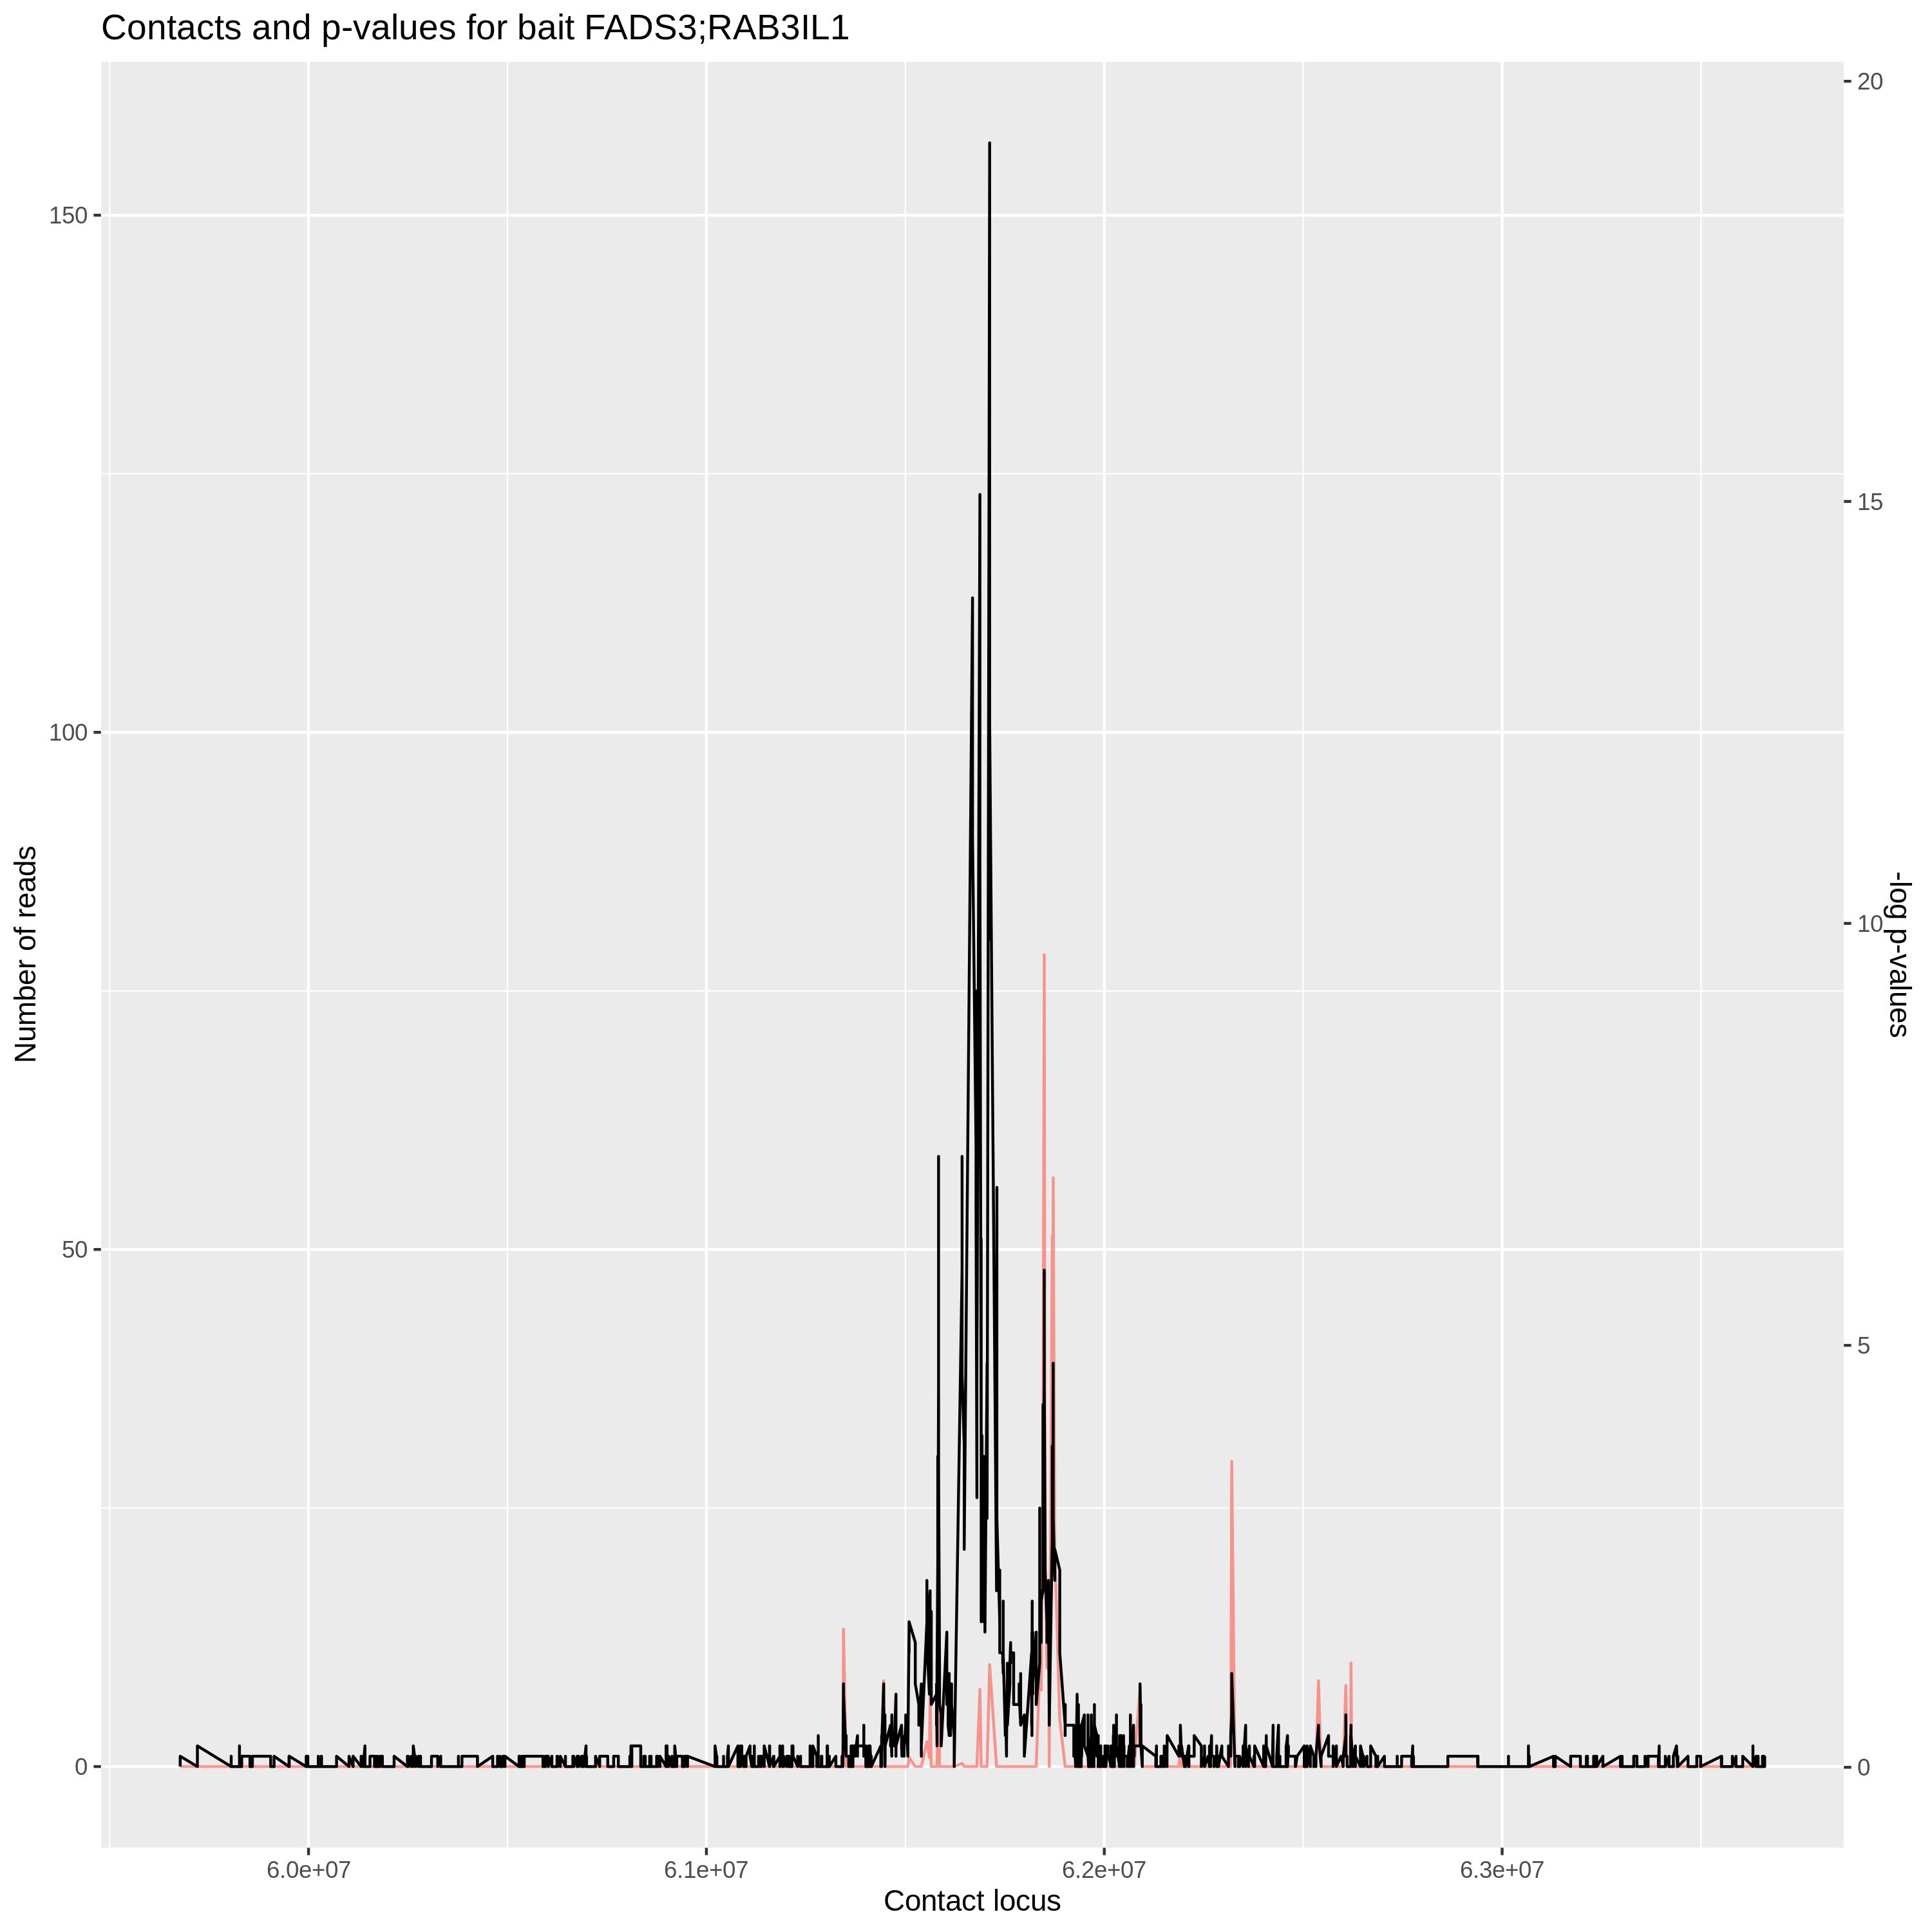 Contacts and p-values for bait FADS3;RAB3IL1
Number of reads
150
100
50
0
20
15
10
5
0
-log p-values
6.0e+07
6.1e+07
6.2e+07
6.3e+07
Contact locus